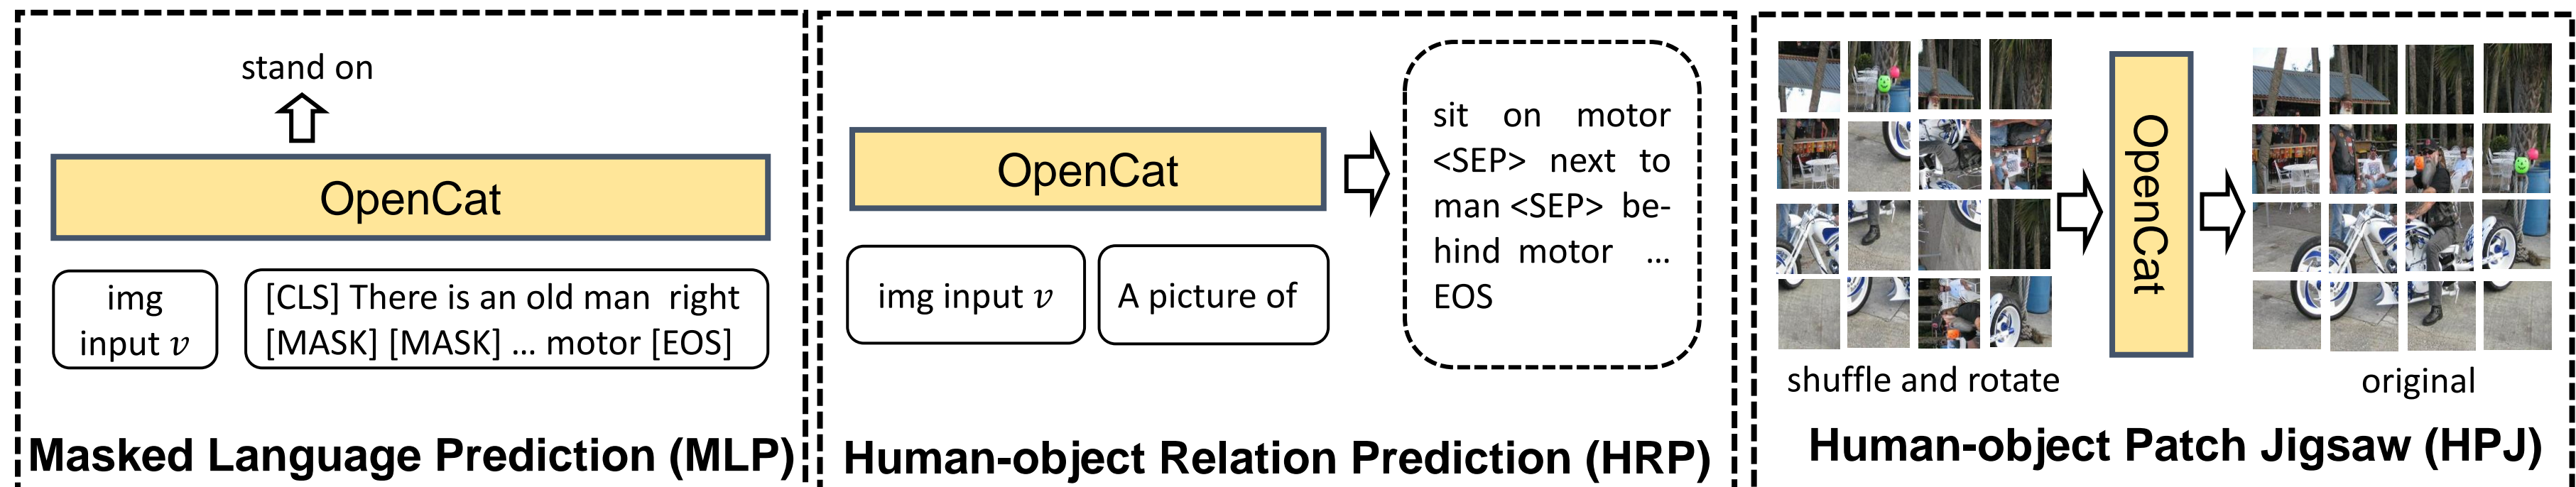 stand on
OpenCat
img
input v
[CLS] There is an old man right
[MASK] [MASK] ... motor [EOS]
Masked Language Prediction (MLP)
OpenCat
img input v
A picture of
sit on motor
<SEP> next to
man <SEP> be-
hind motor ...
EOS
Human-object Relation Prediction (HRP)
OpenCat
shuffle and rotate
original
Human-object Patch Jigsaw (HPJ)